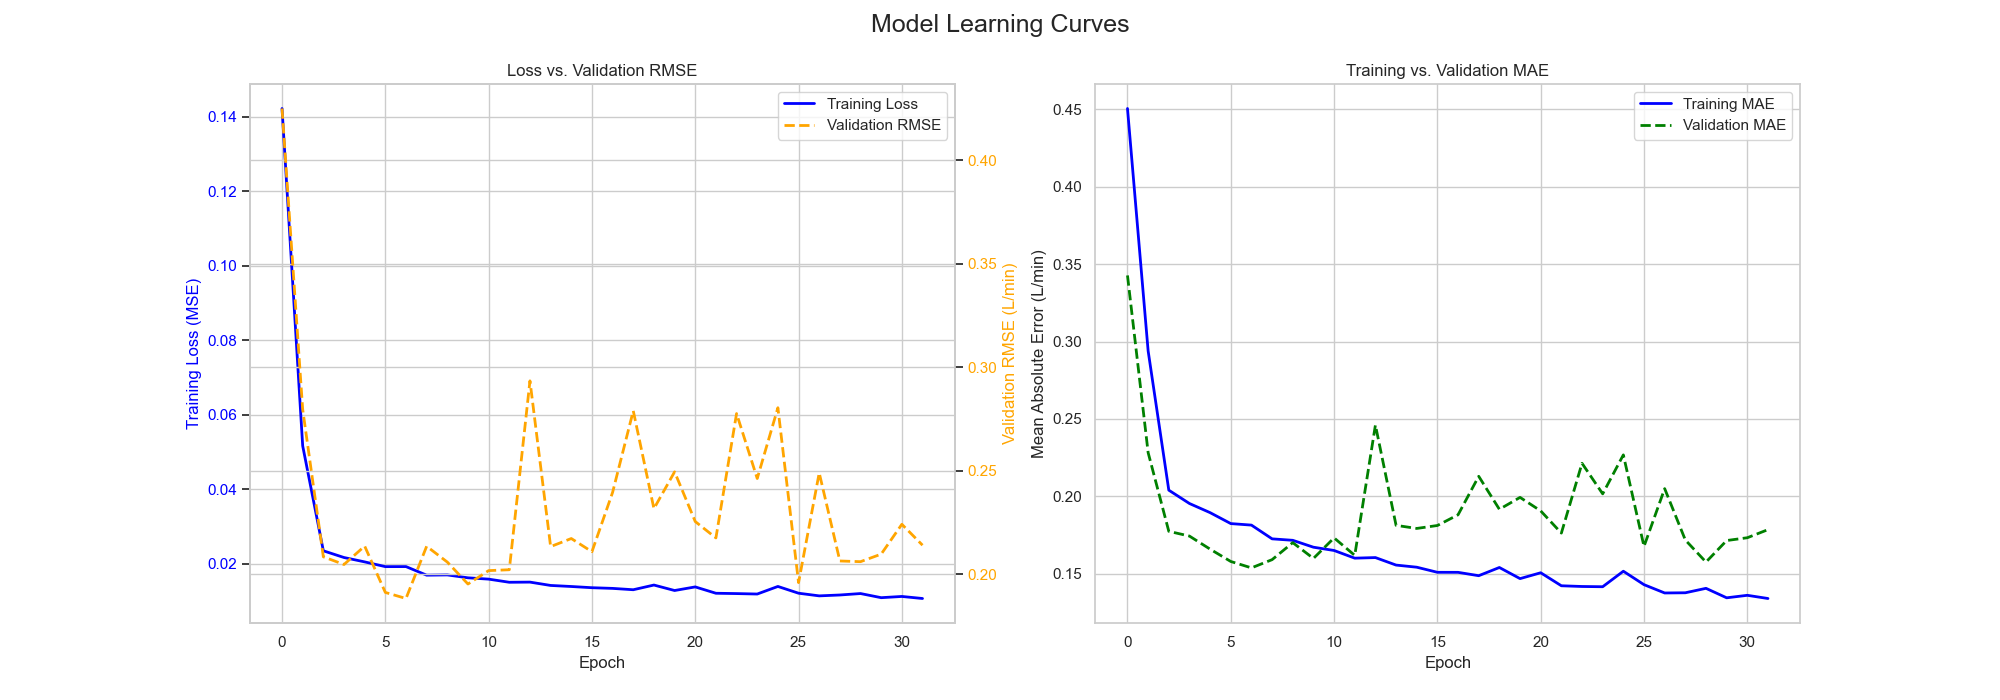 Model Learning Curves
Loss vs. Validation RMSE
Training Loss
Validation RMSE
0.14
0.12
0.10
0.08
0.06
0.04
0.02
Training Loss (MSE)
0.40
0.35
0.30
0.25
0.20
Validation RMSE (L/min)
0 5 10 15 20 25 30
Epoch
Training vs. Validation MAE
Training MAE
Validation MAE
0.45
0.40
0.35
0.30
0.25
0.20
0.15
Mean Absolute Error (L/min)
0 5 10 15 20 25 30
Epoch